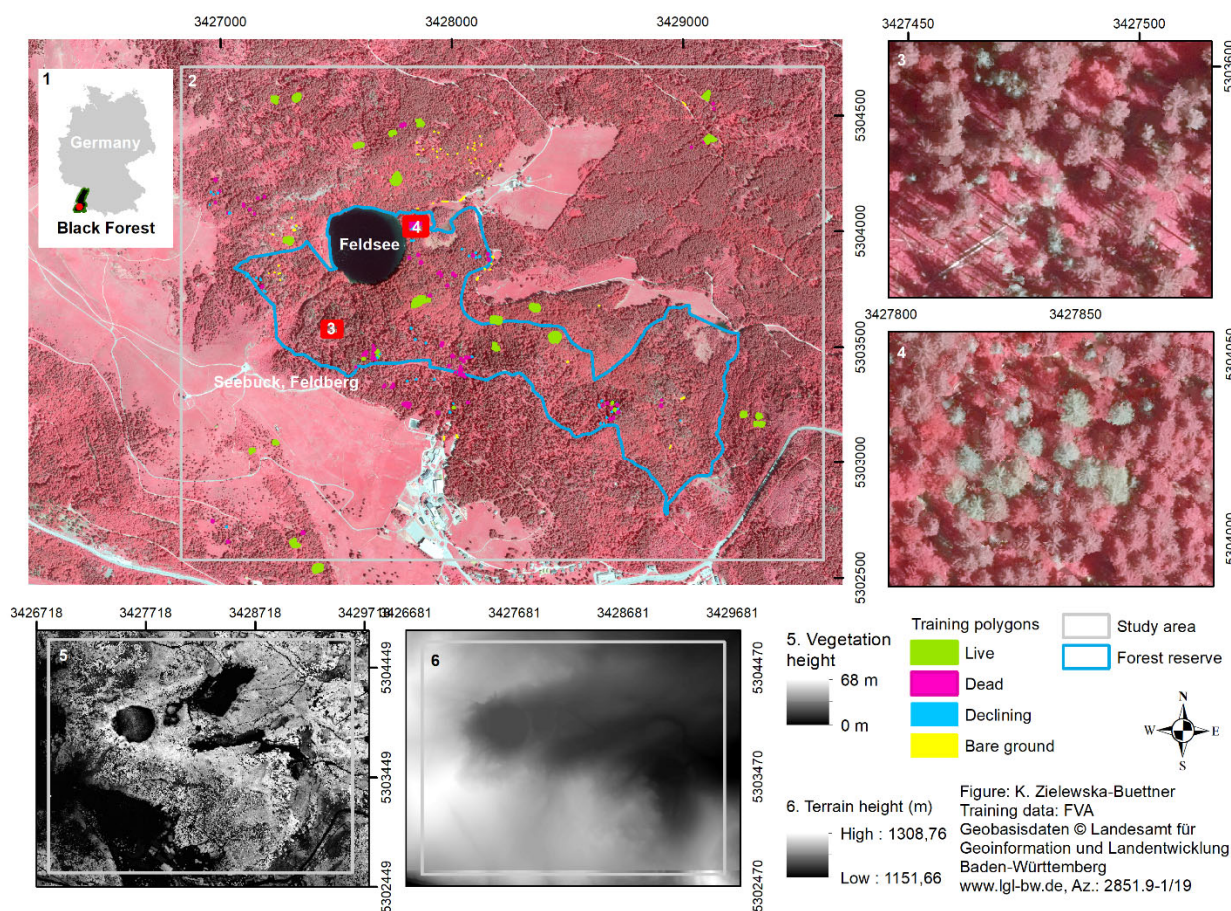 3427000
3428000
3429000
3427450
3427500
1
Germany
Black Forest
2
Feldsee
4
3
Seebuck, Feldberg
5304500
5304000
5303500
5303000
5302500
3
5303600
3427800
3427850
4
5304050
5304000
3426718
3427718
3428718
3429718
3426681
3427681
3428681
3429681
5
5304449
5303449
5302449
6
5304470
5303470
5302470
5. Vegetation
height
68 m
0 m
6. Terrain height (m)
High : 1308,76
Low : 1151,66
Training polygons
Live
Dead
Declining
Bare ground
Study area
Forest reserve
N
W
E
S
Figure: K. Zielewska-Buettner
Training data: FVA
Geobasisdaten © Landesamt für
Geoinformation und Landentwicklung
Baden-Württemberg
www.lgl-bw.de, Az.: 2851.9-1/19